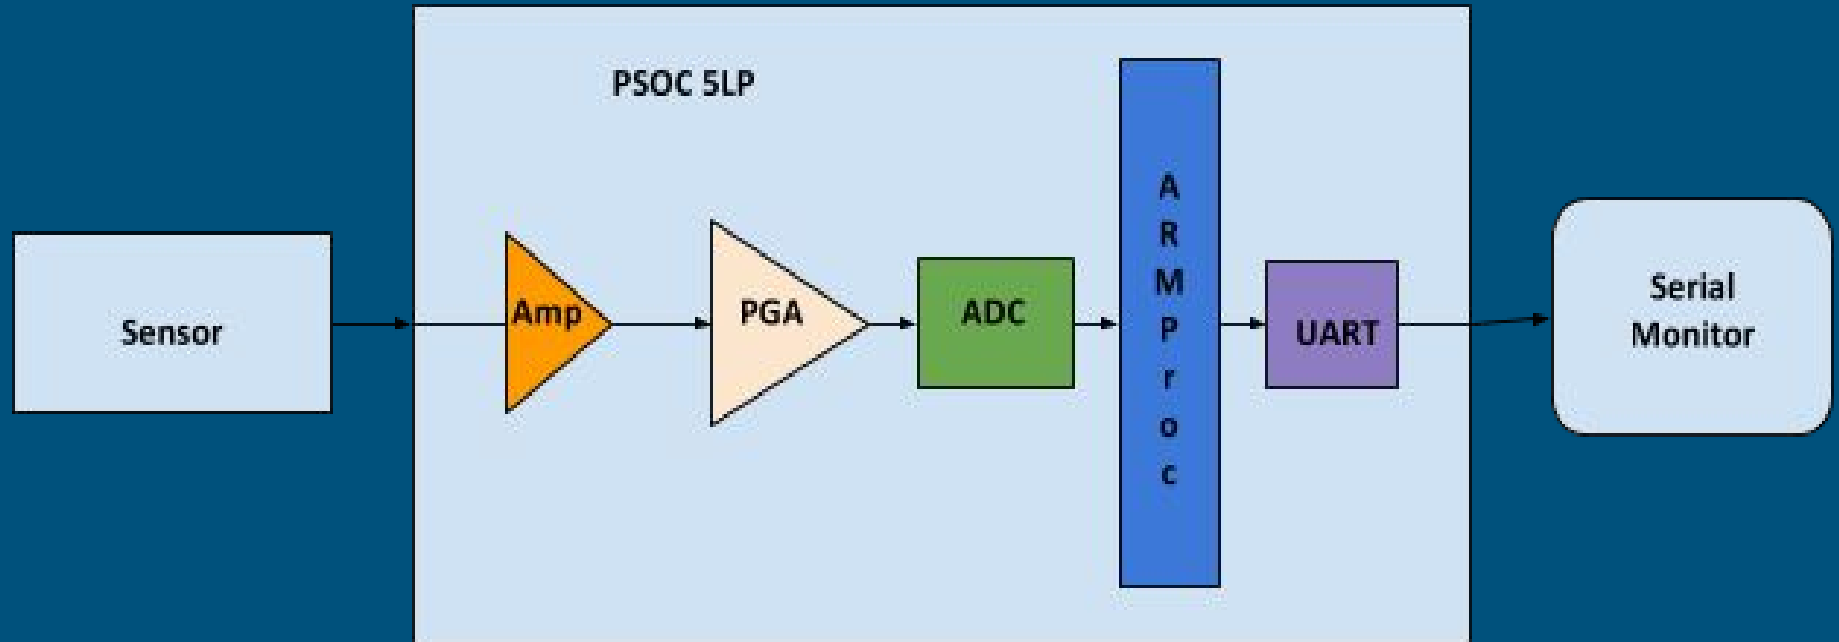 PSOC 5LP
Sensor
Amp
PGA
ADC
A
R
M
P
r
o
c
UART
Serial
Monitor